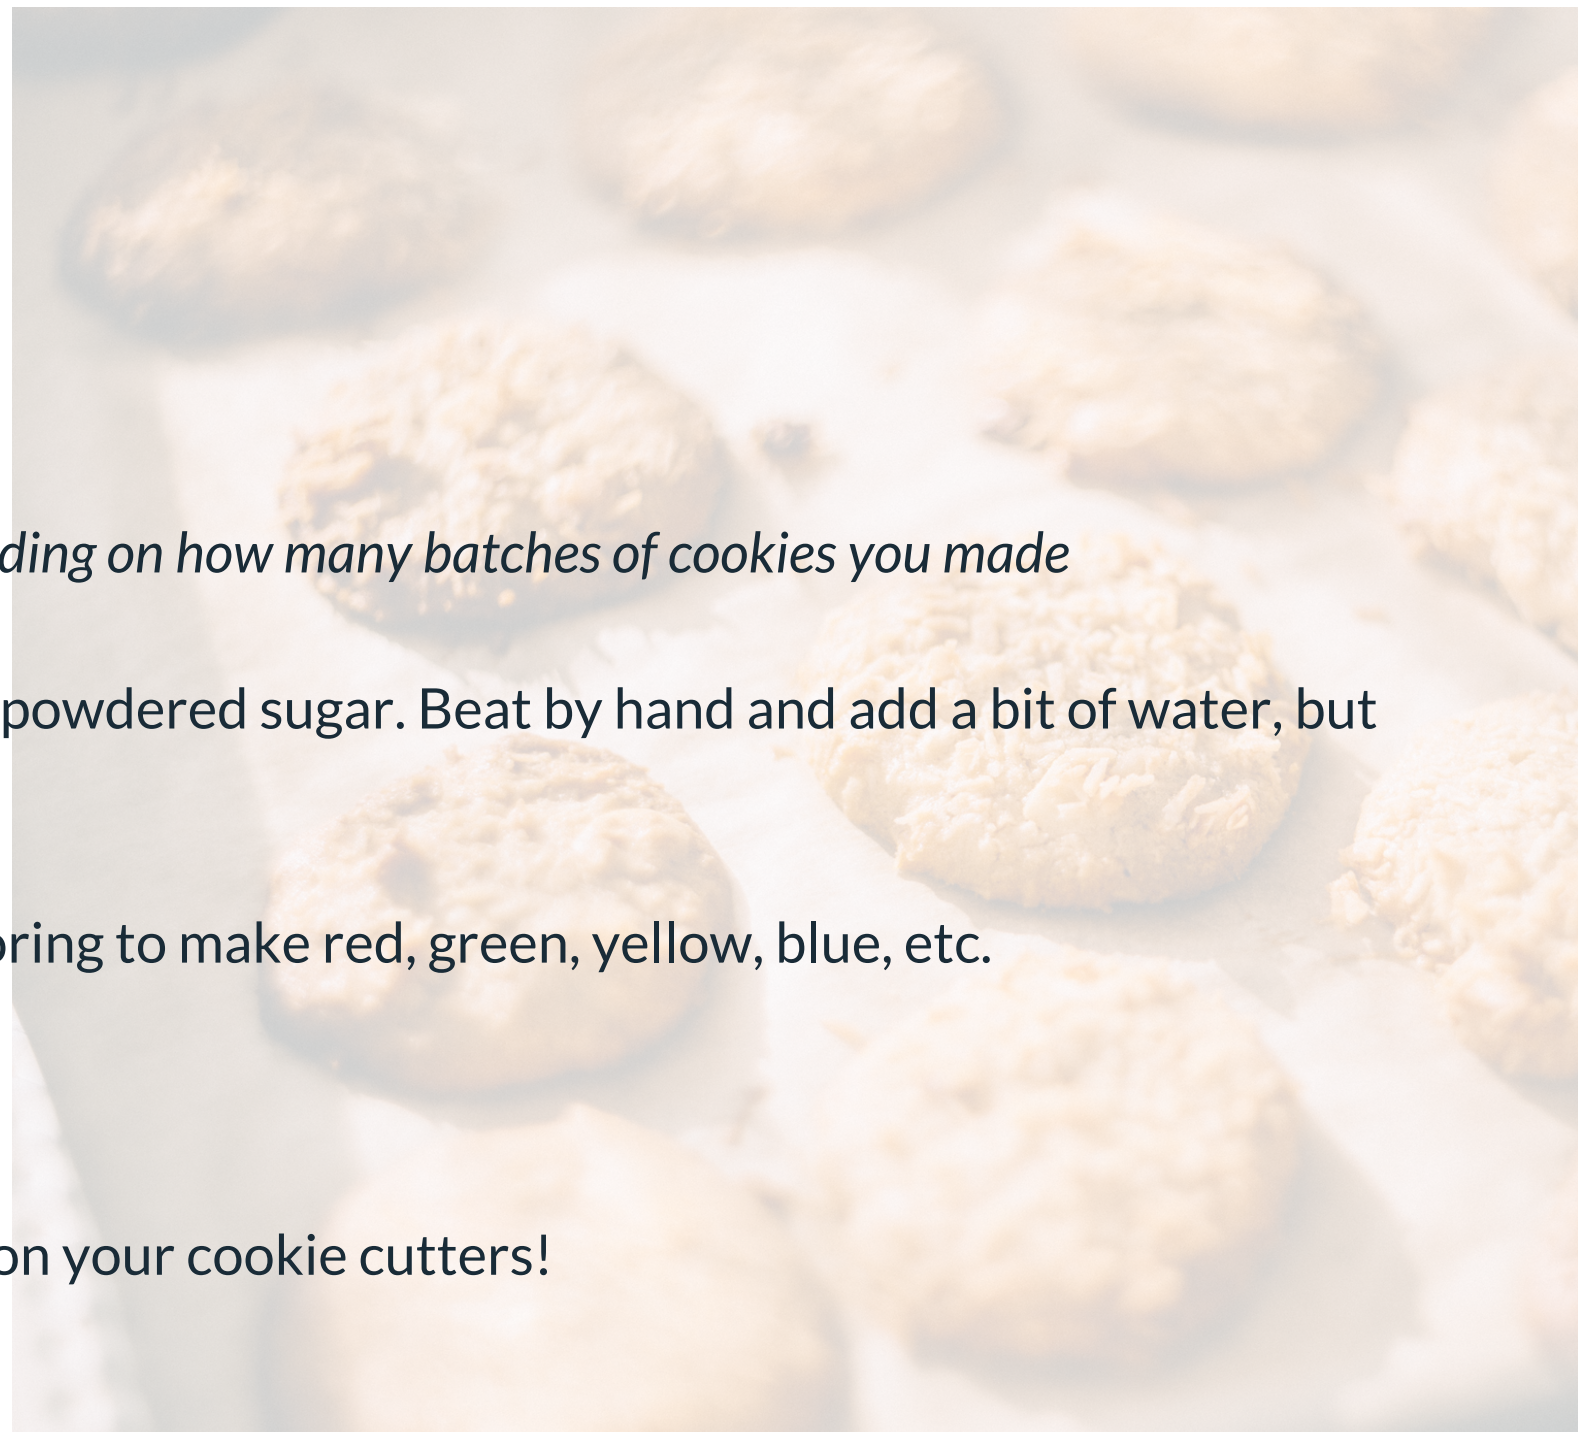 ding on how many batches of cookies you made
powdered sugar. Beat by hand and add a bit of water, but
oring to make red, green, yellow, blue, etc.
on your cookie cutters!